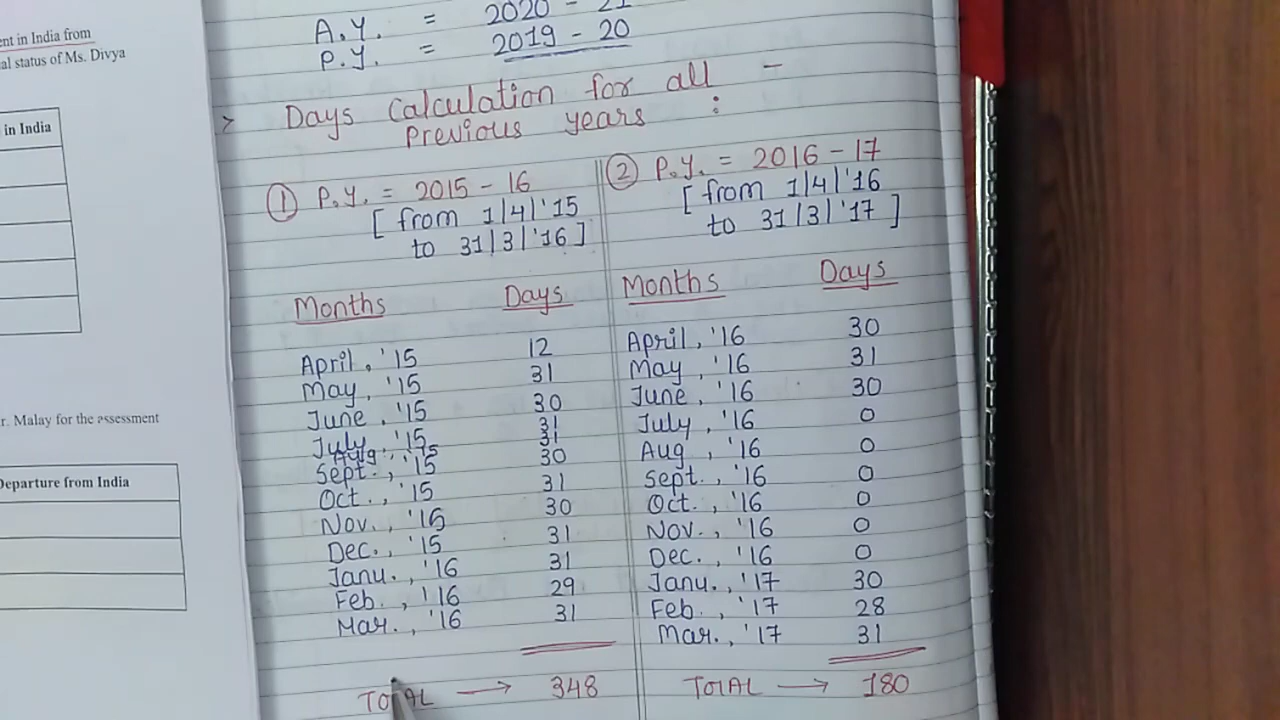 ent in India from
al status of Ms. Divya
in India
r. Malay for the assessment
Departure from India
A.Y. = 2020 - 21
P.Y. = 2019 - 20
> Days Calculation for all -
Previous years :
① P.Y. = 2015 - 16
[ from 1/4/'15
to 31/3/'16 ]
Months Days
April, '15 12
May, '15 31
June, '15 30
July, '15 31
Aug., '15 31
Sept., '15 30
Oct., '15 31
Nov., '15 30
Dec., '15 31
Janu., '16 31
Feb., '16 29
Mar., '16 31
TOTAL → 348
② P.Y. = 2016 - 17
[ from 1/4/'16
to 31/3/'17 ]
Months Days
April, '16 30
May, '16 31
June, '16 30
July, '16 0
Aug, '16 0
Sept., '16 0
Oct., '16 0
Nov., '16 0
Dec., '16 0
Janu., '17 30
Feb., '17 28
Mar., '17 31
TOTAL → 180